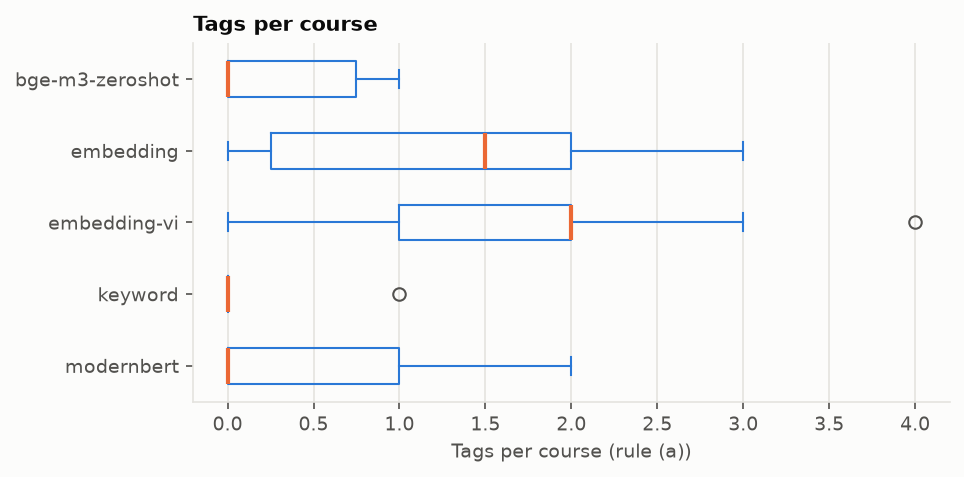 Tags per course
bge-m3-zeroshot
embedding
embedding-vi
keyword
modernbert
0.0 0.5 1.0 1.5 2.0 2.5 3.0 3.5 4.0
Tags per course (rule (a))